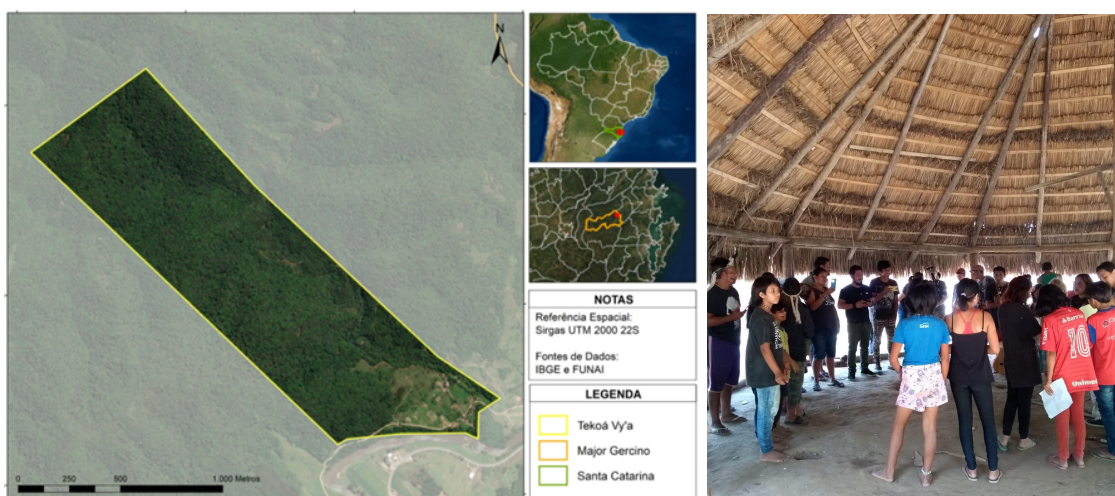 N
0 250 500 1.000 Metros
NOTAS
Referência Espacial:
Sirgas UTM 2000 22S
Fontes de Dados:
IBGE e FUNAI
LEGENDA
Tekoá Vy'a
Major Gercino
Santa Catarina
10
Unimed